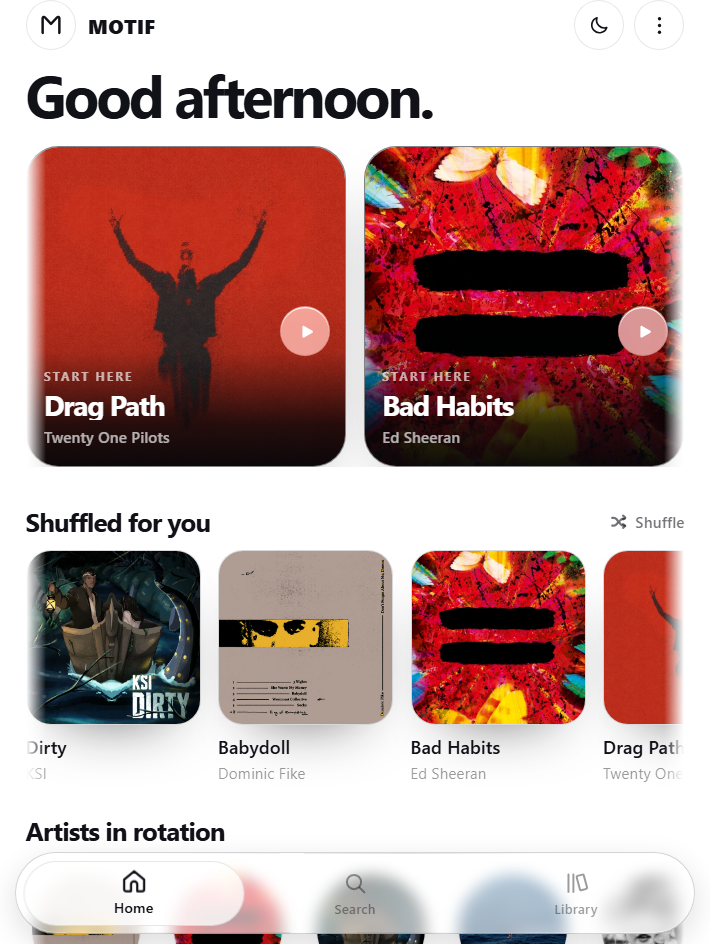 MOTIF
Good afternoon.
START HERE
Drag Path
Twenty One Pilots
START HERE
Bad Habits
Ed Sheeran
Shuffled for you
Shuffle
KSI
DIRTY
Dirty
KSI
Babydoll
Dominic Fike
Bad Habits
Ed Sheeran
Drag Path
Twenty One
Artists in rotation
Home
Search
Library